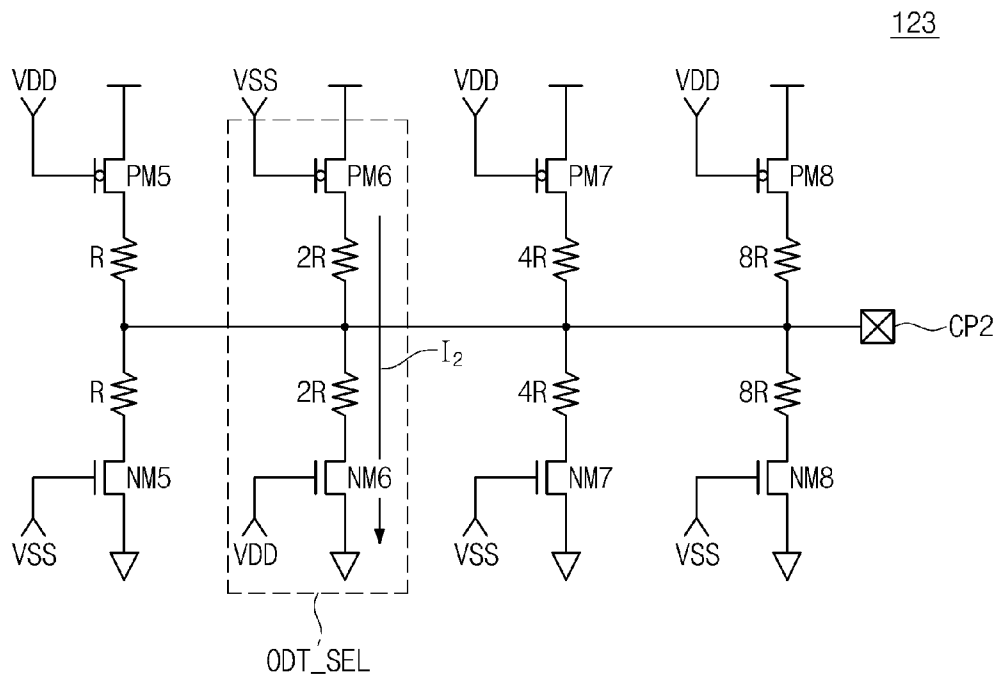 123
VDD VSS VDD VDD
PM5 PM6 PM7 PM8
R 2R 4R 8R
CP2
I2
R 2R 4R 8R
NM5 NM6 NM7 NM8
VSS VDD VSS VSS
ODT_SEL